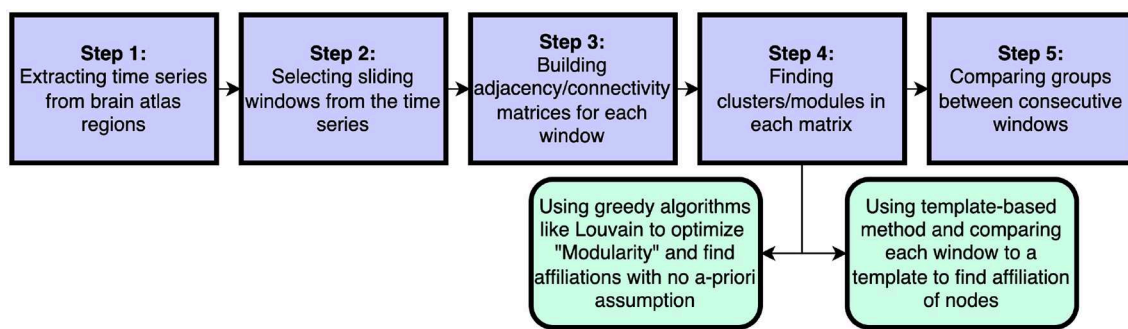 Step 1:
Extracting time series
from brain atlas
regions
Step 2:
Selecting sliding
windows from the time
series
Step 3:
Building
adjacency/connectivity
matrices for each
window
Step 4:
Finding
clusters/modules in
each matrix
Step 5:
Comparing groups
between consecutive
windows
Using greedy algorithms
like Louvain to optimize
"Modularity" and find
affiliations with no a-priori
assumption
Using template-based
method and comparing
each window to a
template to find affiliation
of nodes